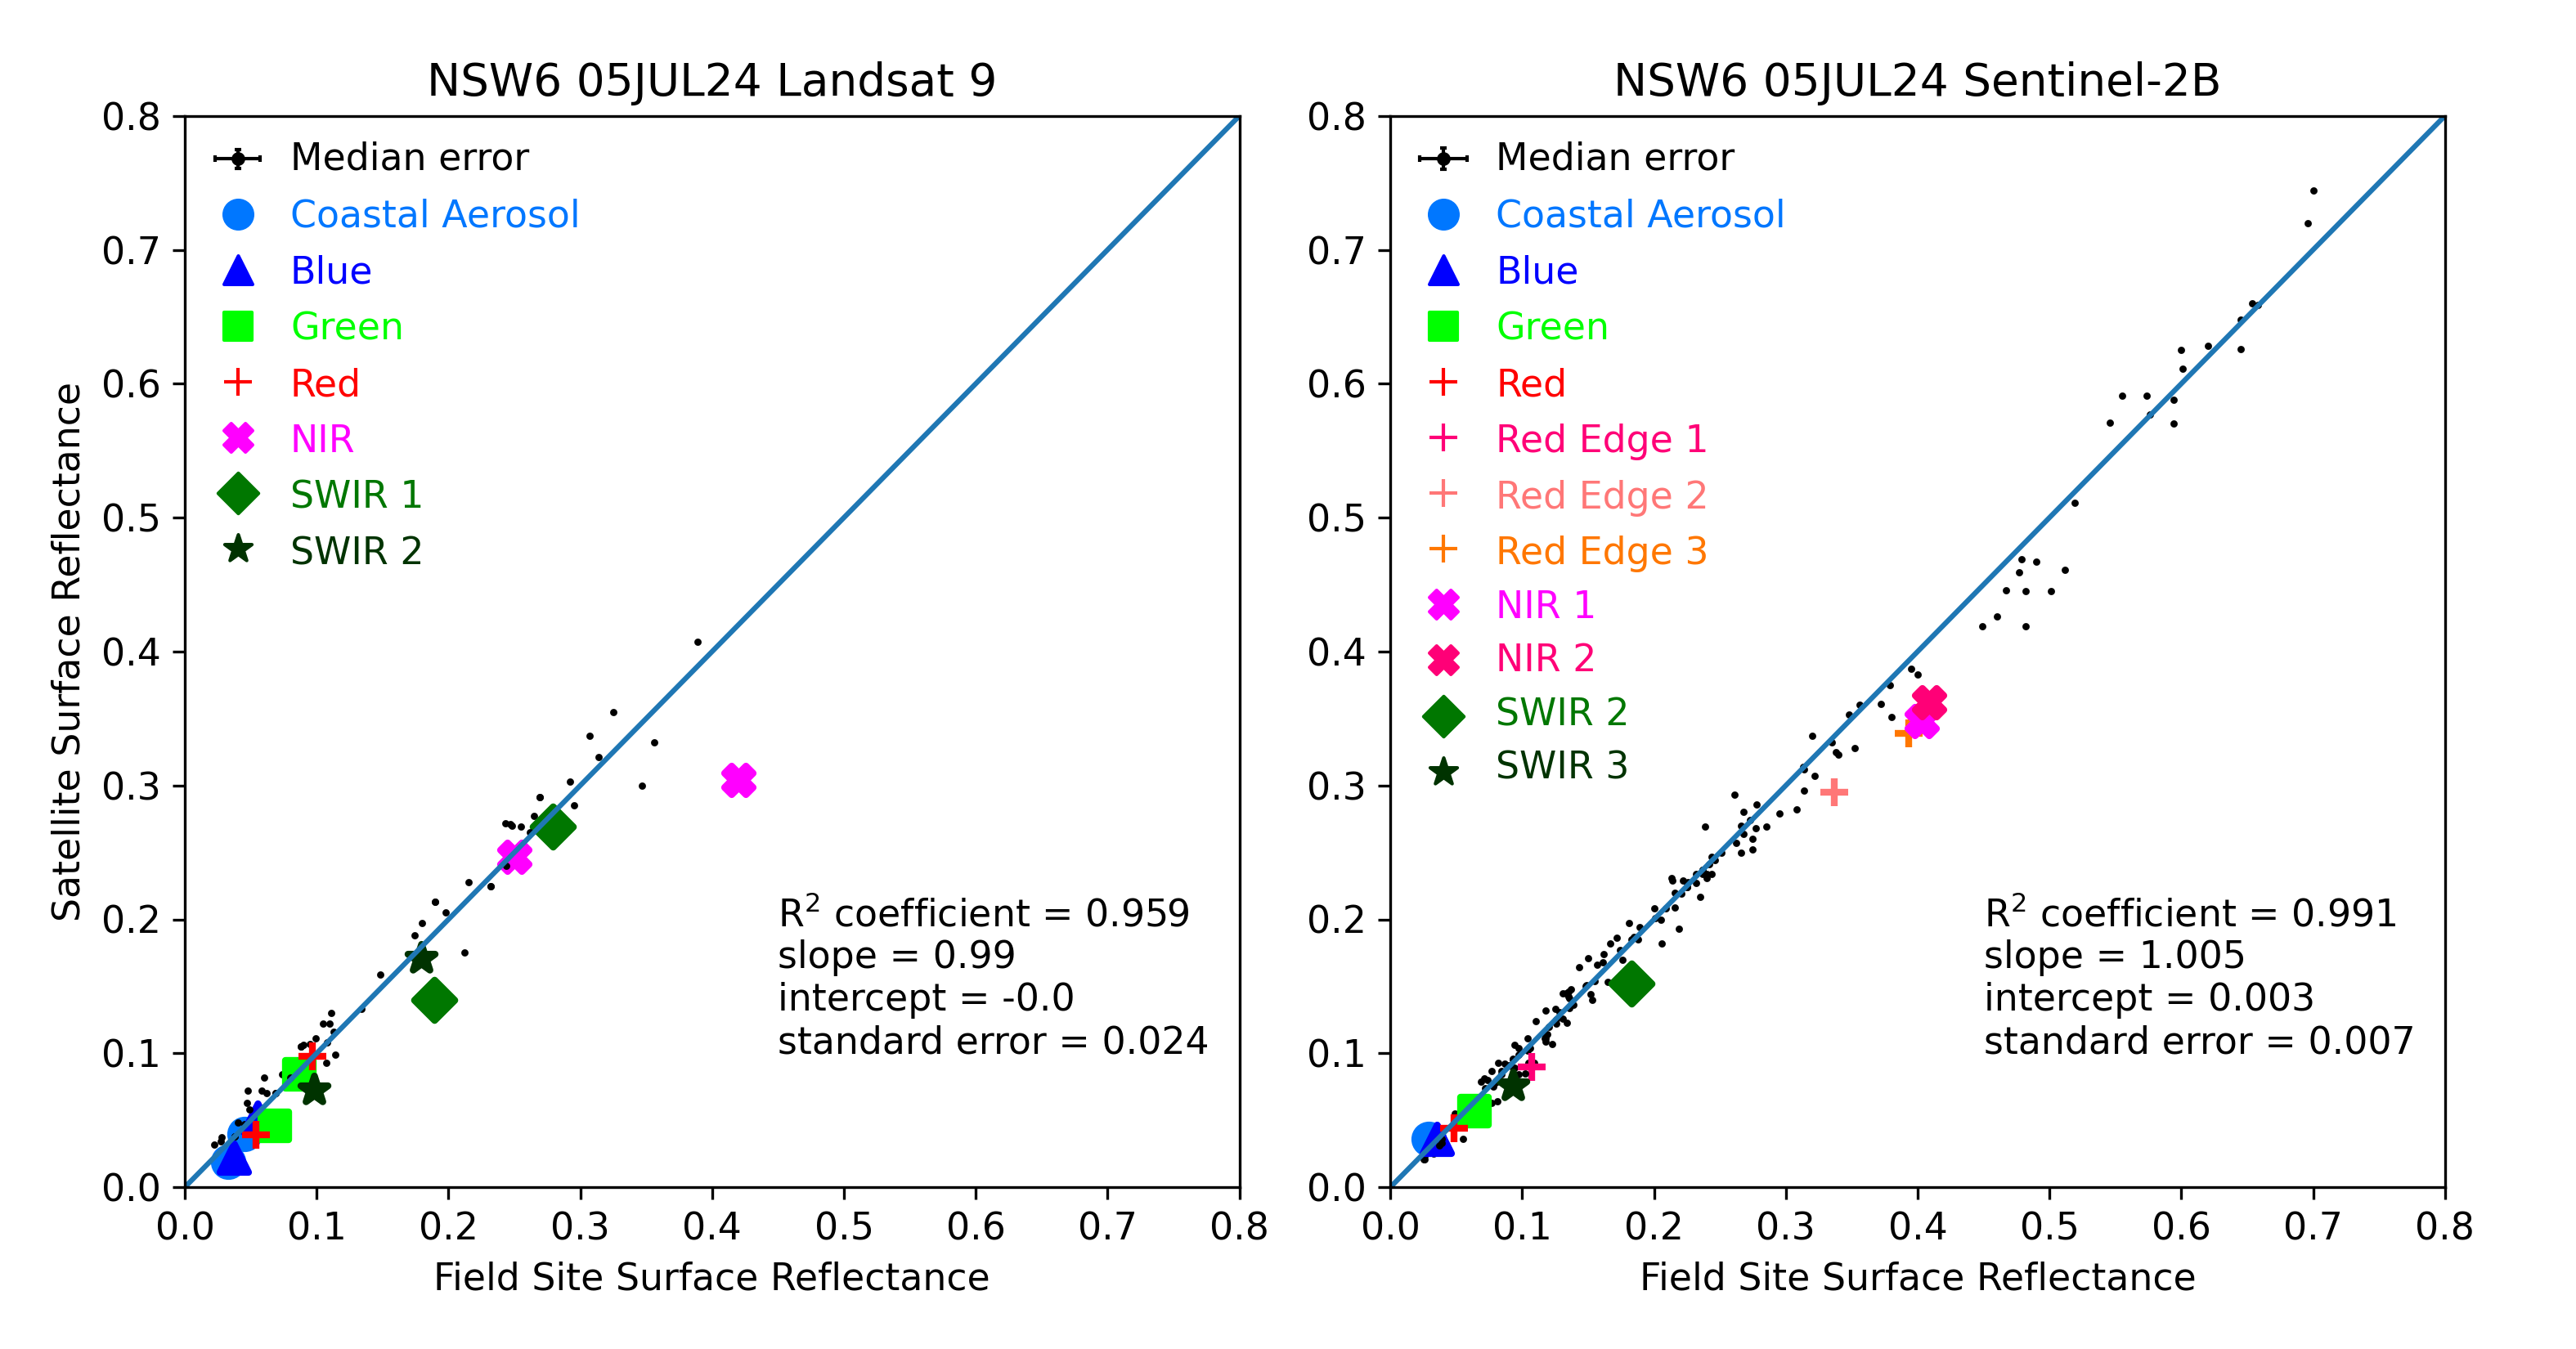 NSW6 05JUL24 Landsat 9
Satellite Surface Reflectance
0.8
0.7
0.6
0.5
0.4
0.3
0.2
0.1
0.0
Median error
Coastal Aerosol
Blue
Green
Red
NIR
SWIR 1
SWIR 2
R² coefficient = 0.959
slope = 0.99
intercept = -0.0
standard error = 0.024
0.0 0.1 0.2 0.3 0.4 0.5 0.6 0.7 0.8
Field Site Surface Reflectance
NSW6 05JUL24 Sentinel-2B
0.8
0.7
0.6
0.5
0.4
0.3
0.2
0.1
0.0
Median error
Coastal Aerosol
Blue
Green
Red
Red Edge 1
Red Edge 2
Red Edge 3
NIR 1
NIR 2
SWIR 2
SWIR 3
R² coefficient = 0.991
slope = 1.005
intercept = 0.003
standard error = 0.007
0.0 0.1 0.2 0.3 0.4 0.5 0.6 0.7 0.8
Field Site Surface Reflectance